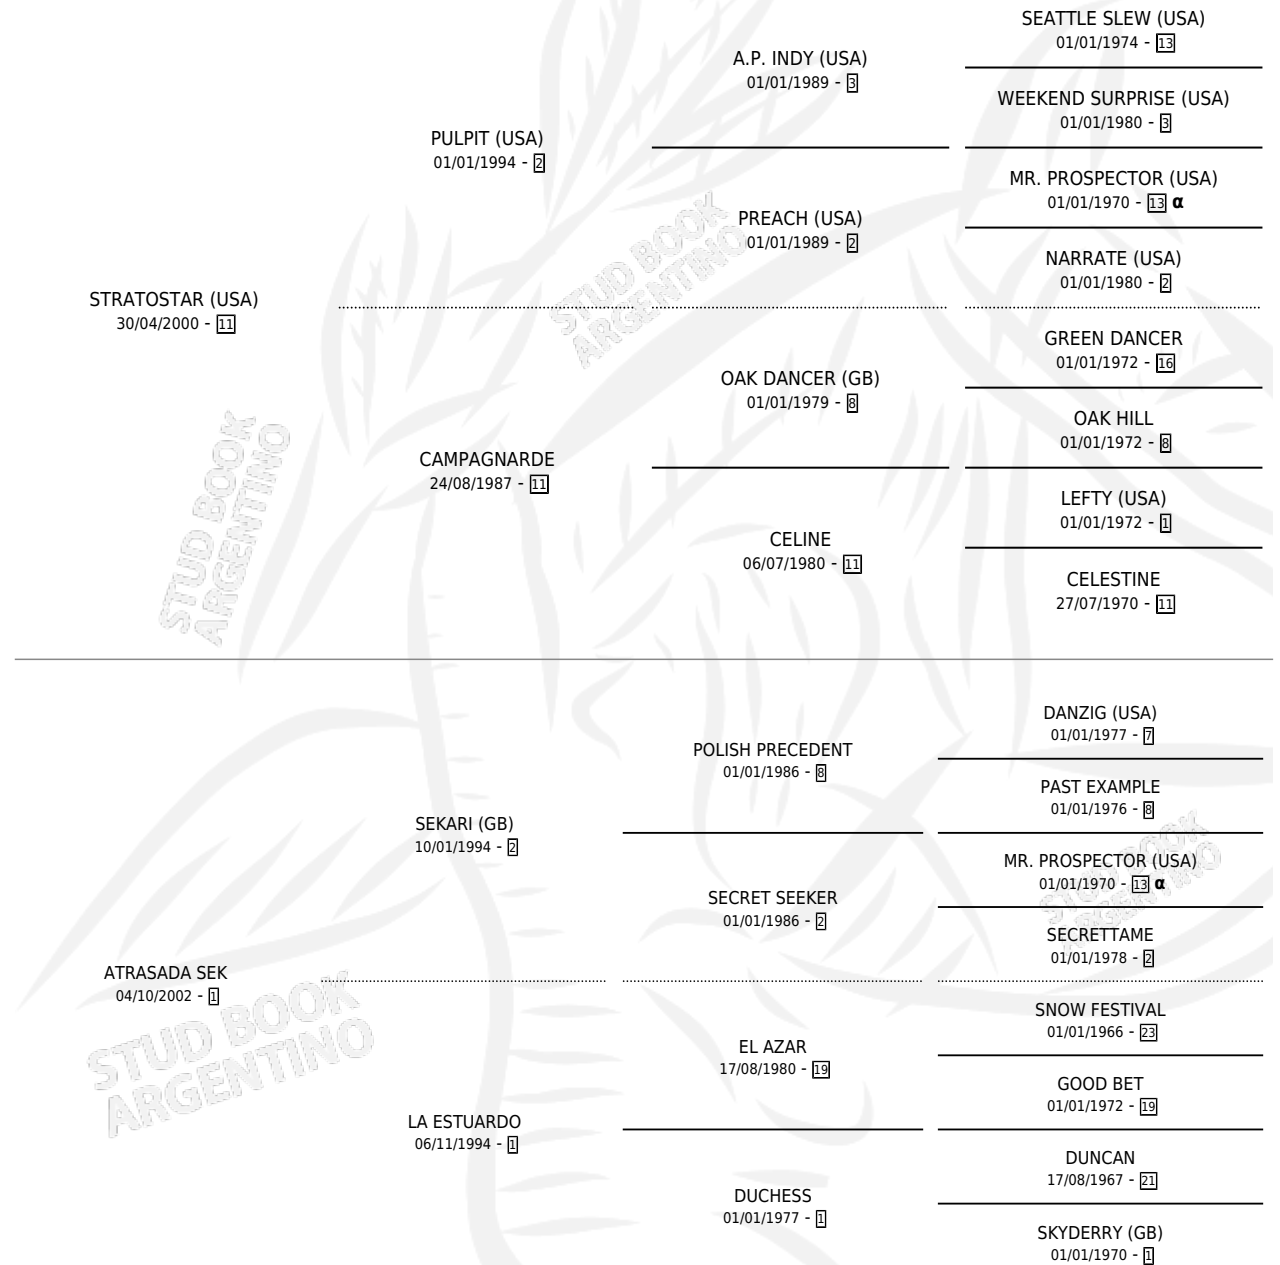 SEATTLE SLEW (USA)
01/01/1974 - 13
A.P. INDY (USA)
01/01/1989 - 3
WEEKEND SURPRISE (USA)
01/01/1980 - 3
PULPIT (USA)
01/01/1994 - 2
MR. PROSPECTOR (USA)
01/01/1970 - 13 α
PREACH (USA)
01/01/1989 - 2
NARRATE (USA)
01/01/1980 - 2
STRATOSTAR (USA)
30/04/2000 - 11
GREEN DANCER
01/01/1972 - 16
OAK DANCER (GB)
01/01/1979 - 8
OAK HILL
01/01/1972 - 8
CAMPAGNARDE
24/08/1987 - 11
LEFTY (USA)
01/01/1972 - 1
CELINE
06/07/1980 - 11
CELESTINE
27/07/1970 - 11
DANZIG (USA)
01/01/1977 - 7
POLISH PRECEDENT
01/01/1986 - 8
PAST EXAMPLE
01/01/1976 - 8
SEKARI (GB)
10/01/1994 - 2
MR. PROSPECTOR (USA)
01/01/1970 - 13 α
SECRET SEEKER
01/01/1986 - 2
SECRETTAME
01/01/1978 - 2
ATRASADA SEK
04/10/2002 - 1
SNOW FESTIVAL
01/01/1966 - 23
EL AZAR
17/08/1980 - 19
GOOD BET
01/01/1972 - 19
LA ESTUARDO
06/11/1994 - 1
DUNCAN
17/08/1967 - 21
DUCHESS
01/01/1977 - 1
SKYDERRY (GB)
01/01/1970 - 1
STUD BOOK
ARGENTINO
STUD BOOK
ARGENTINO
STUD BOOK
ARGENTINO
STUD BOOK
ARGENTINO